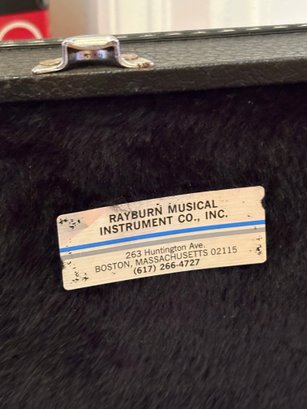 RAYBURN MUSICAL
INSTRUMENT CO., INC.
263 Huntington Ave.
BOSTON, MASSACHUSETTS 02115
(617) 266-4727